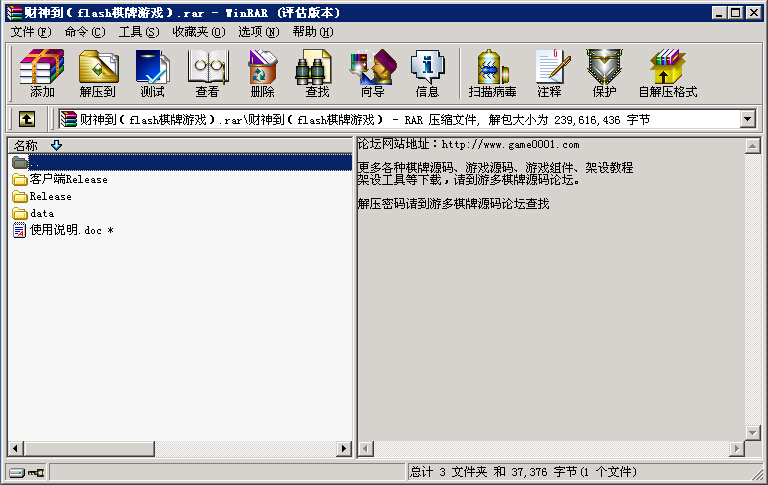 财神到(flash棋牌游戏).rar - WinRAR (评估版本)
文件(F) 命令(C) 工具(S) 收藏夹(O) 选项(N) 帮助(H)
添加 解压到 测试 查看 删除 查找 向导 信息 扫描病毒 注释 保护 自解压格式
财神到(flash棋牌游戏).rar\财神到(flash棋牌游戏) - RAR 压缩文件, 解包大小为 239,616,436 字节
名称
..
客户端Release
Release
data
使用说明.doc *
论坛网站地址：http://www.game0001.com
更多各种棋牌源码、游戏源码、游戏组件、架设教程
架设工具等下载，请到游多棋牌源码论坛。
解压密码请到游多棋牌源码论坛查找
总计 3 文件夹 和 37,376 字节(1 个文件)